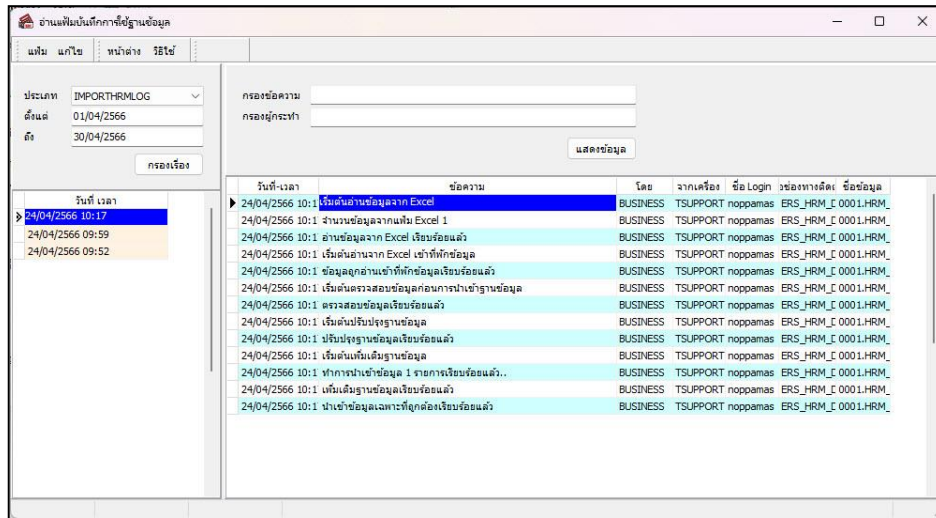 อ่านแฟ้มบันทึกการใช้ฐานข้อมูล
แฟ้ม แก้ไข หน้าต่าง วิธีใช้
ประเภท IMPORTHRMLOG
ตั้งแต่ 01/04/2566
ถึง 30/04/2566
กรองเรื่อง
กรองข้อความ
กรองผู้กระทำ
แสดงข้อมูล
วันที่ เวลา
24/04/2566 10:17
24/04/2566 09:59
24/04/2566 09:52
วันที่-เวลา ข้อความ โดย จากเครื่อง ชื่อ Login ช่องทางติดต่ ชื่อข้อมูล
24/04/2566 10:1 เริ่มต้นอ่านข้อมูลจาก Excel BUSINESS TSUPPORT noppamas ERS_HRM_D 0001.HRM_
24/04/2566 10:1 จำนวนข้อมูลจากแฟ้ม Excel 1 BUSINESS TSUPPORT noppamas ERS_HRM_D 0001.HRM_
24/04/2566 10:1 อ่านข้อมูลจาก Excel เรียบร้อยแล้ว BUSINESS TSUPPORT noppamas ERS_HRM_D 0001.HRM_
24/04/2566 10:1 เริ่มต้นอ่านจาก Excel เข้าที่พักข้อมูล BUSINESS TSUPPORT noppamas ERS_HRM_D 0001.HRM_
24/04/2566 10:1 ข้อมูลถูกอ่านเข้าที่พักข้อมูลเรียบร้อยแล้ว BUSINESS TSUPPORT noppamas ERS_HRM_D 0001.HRM_
24/04/2566 10:1 เริ่มต้นตรวจสอบข้อมูลก่อนการนำเข้าฐานข้อมูล BUSINESS TSUPPORT noppamas ERS_HRM_D 0001.HRM_
24/04/2566 10:1 ตรวจสอบข้อมูลเรียบร้อยแล้ว BUSINESS TSUPPORT noppamas ERS_HRM_D 0001.HRM_
24/04/2566 10:1 เริ่มต้นปรับปรุงฐานข้อมูล BUSINESS TSUPPORT noppamas ERS_HRM_D 0001.HRM_
24/04/2566 10:1 ปรับปรุงฐานข้อมูลเรียบร้อยแล้ว BUSINESS TSUPPORT noppamas ERS_HRM_D 0001.HRM_
24/04/2566 10:1 เริ่มต้นเพิ่มเติมฐานข้อมูล BUSINESS TSUPPORT noppamas ERS_HRM_D 0001.HRM_
24/04/2566 10:1 ทำการนำเข้าข้อมูล 1 รายการเรียบร้อยแล้ว.. BUSINESS TSUPPORT noppamas ERS_HRM_D 0001.HRM_
24/04/2566 10:1 เพิ่มเติมฐานข้อมูลเรียบร้อยแล้ว BUSINESS TSUPPORT noppamas ERS_HRM_D 0001.HRM_
24/04/2566 10:1 นำเข้าข้อมูลเฉพาะที่ถูกต้องเรียบร้อยแล้ว BUSINESS TSUPPORT noppamas ERS_HRM_D 0001.HRM_